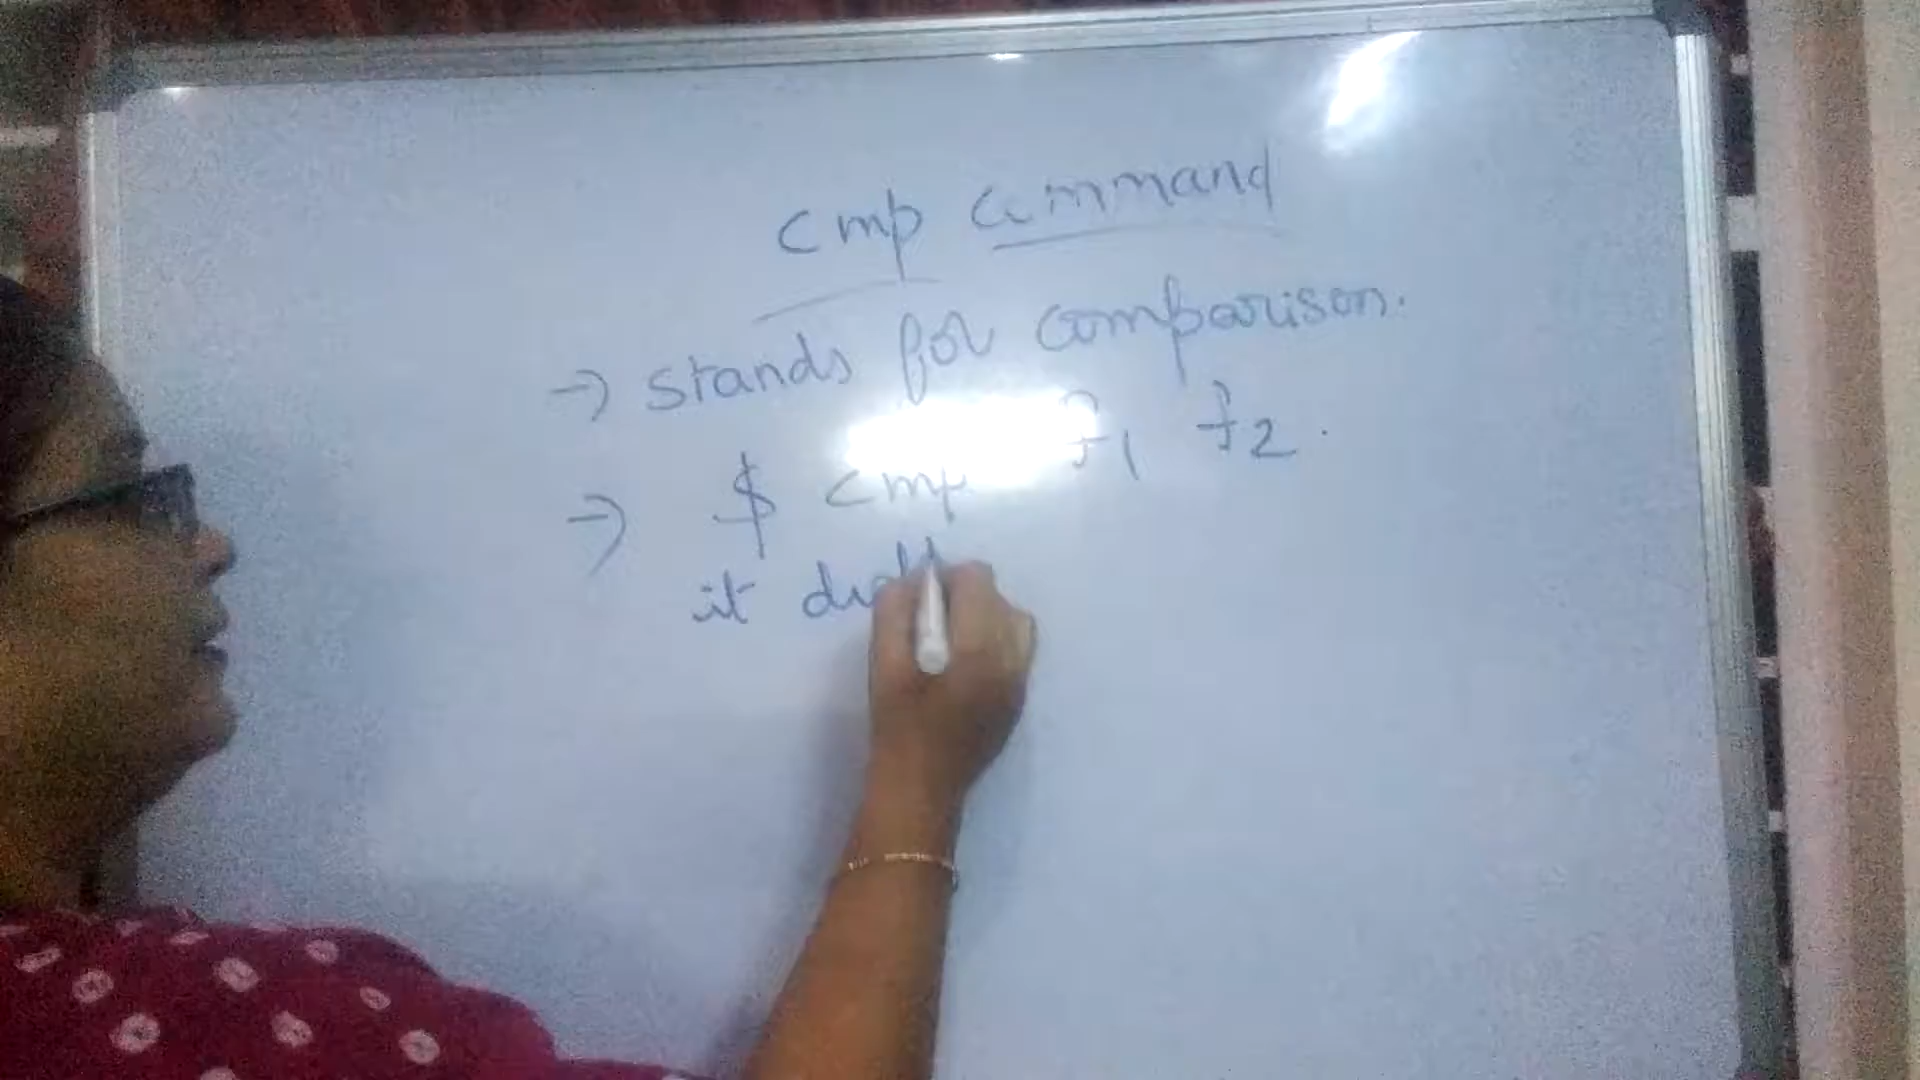 cmp command
→ stands for comparison.
→ $ cmp f1 f2.
it